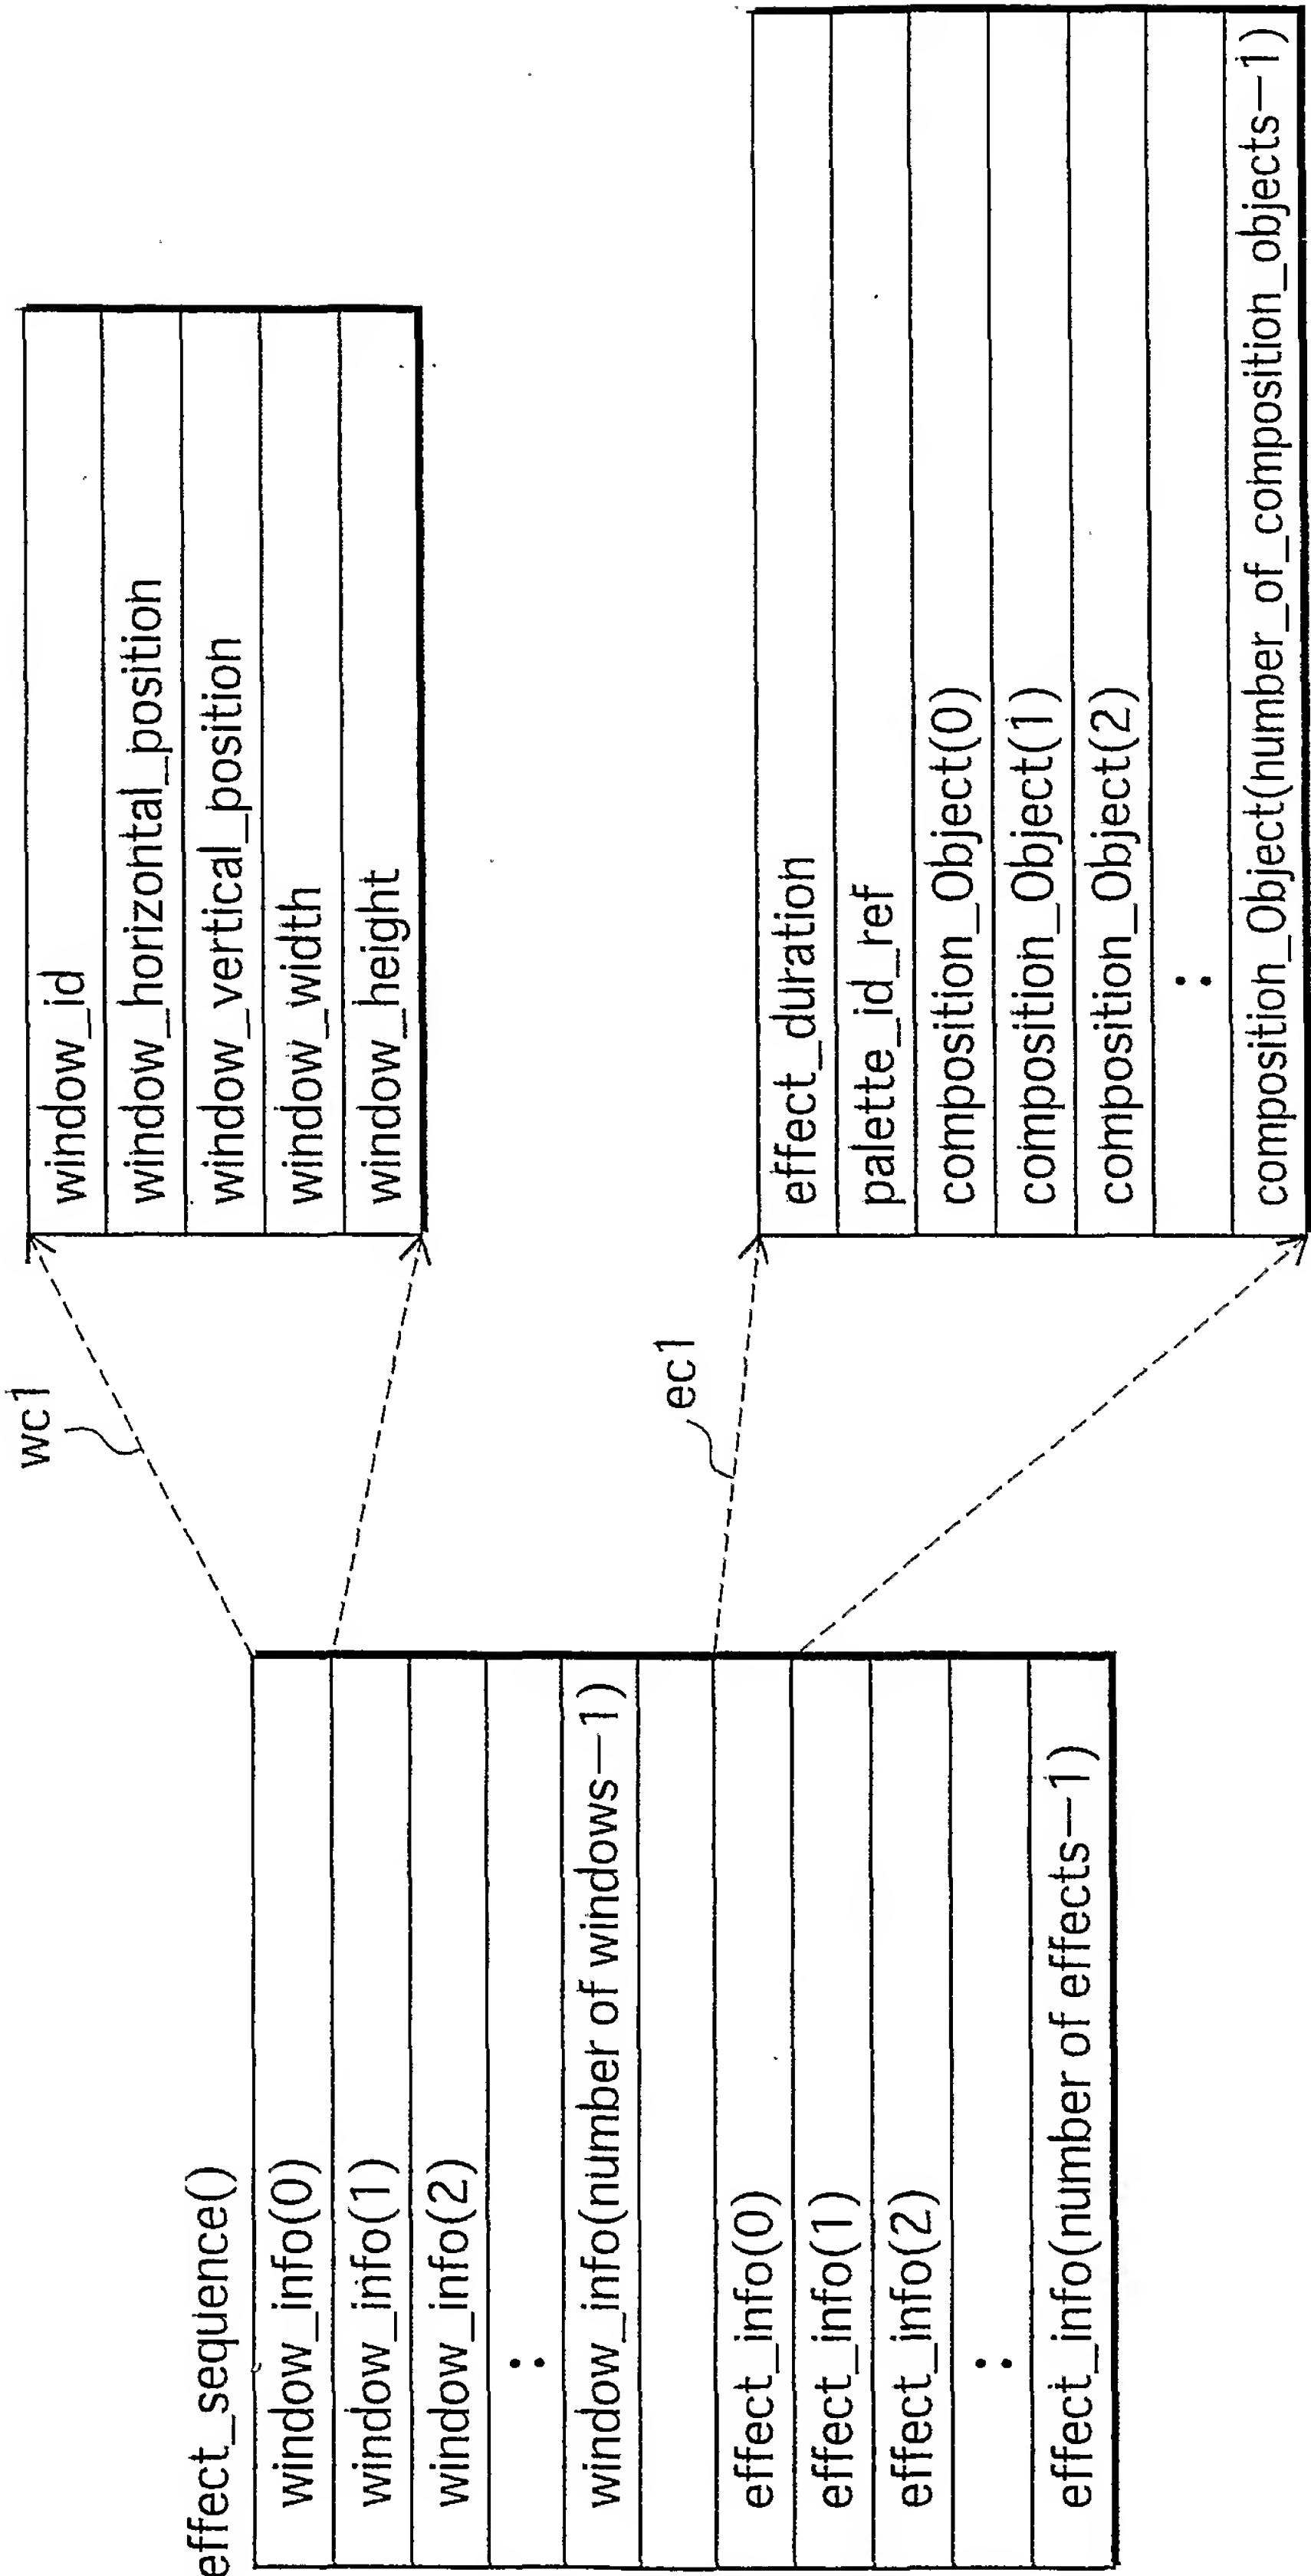 effect_sequence()
window_info(0)
window_info(1)
window_info(2)
:
window_info(number of windows—1)
effect_info(0)
effect_info(1)
effect_info(2)
:
effect_info(number of effects—1)
wc1
window_id
window_horizontal_position
window_vertical_position
window_width
window_height
ec1
effect_duration
palette_id_ref
composition_Object(0)
composition_Object(1)
composition_Object(2)
:
composition_Object(number_of_composition_objects—1)